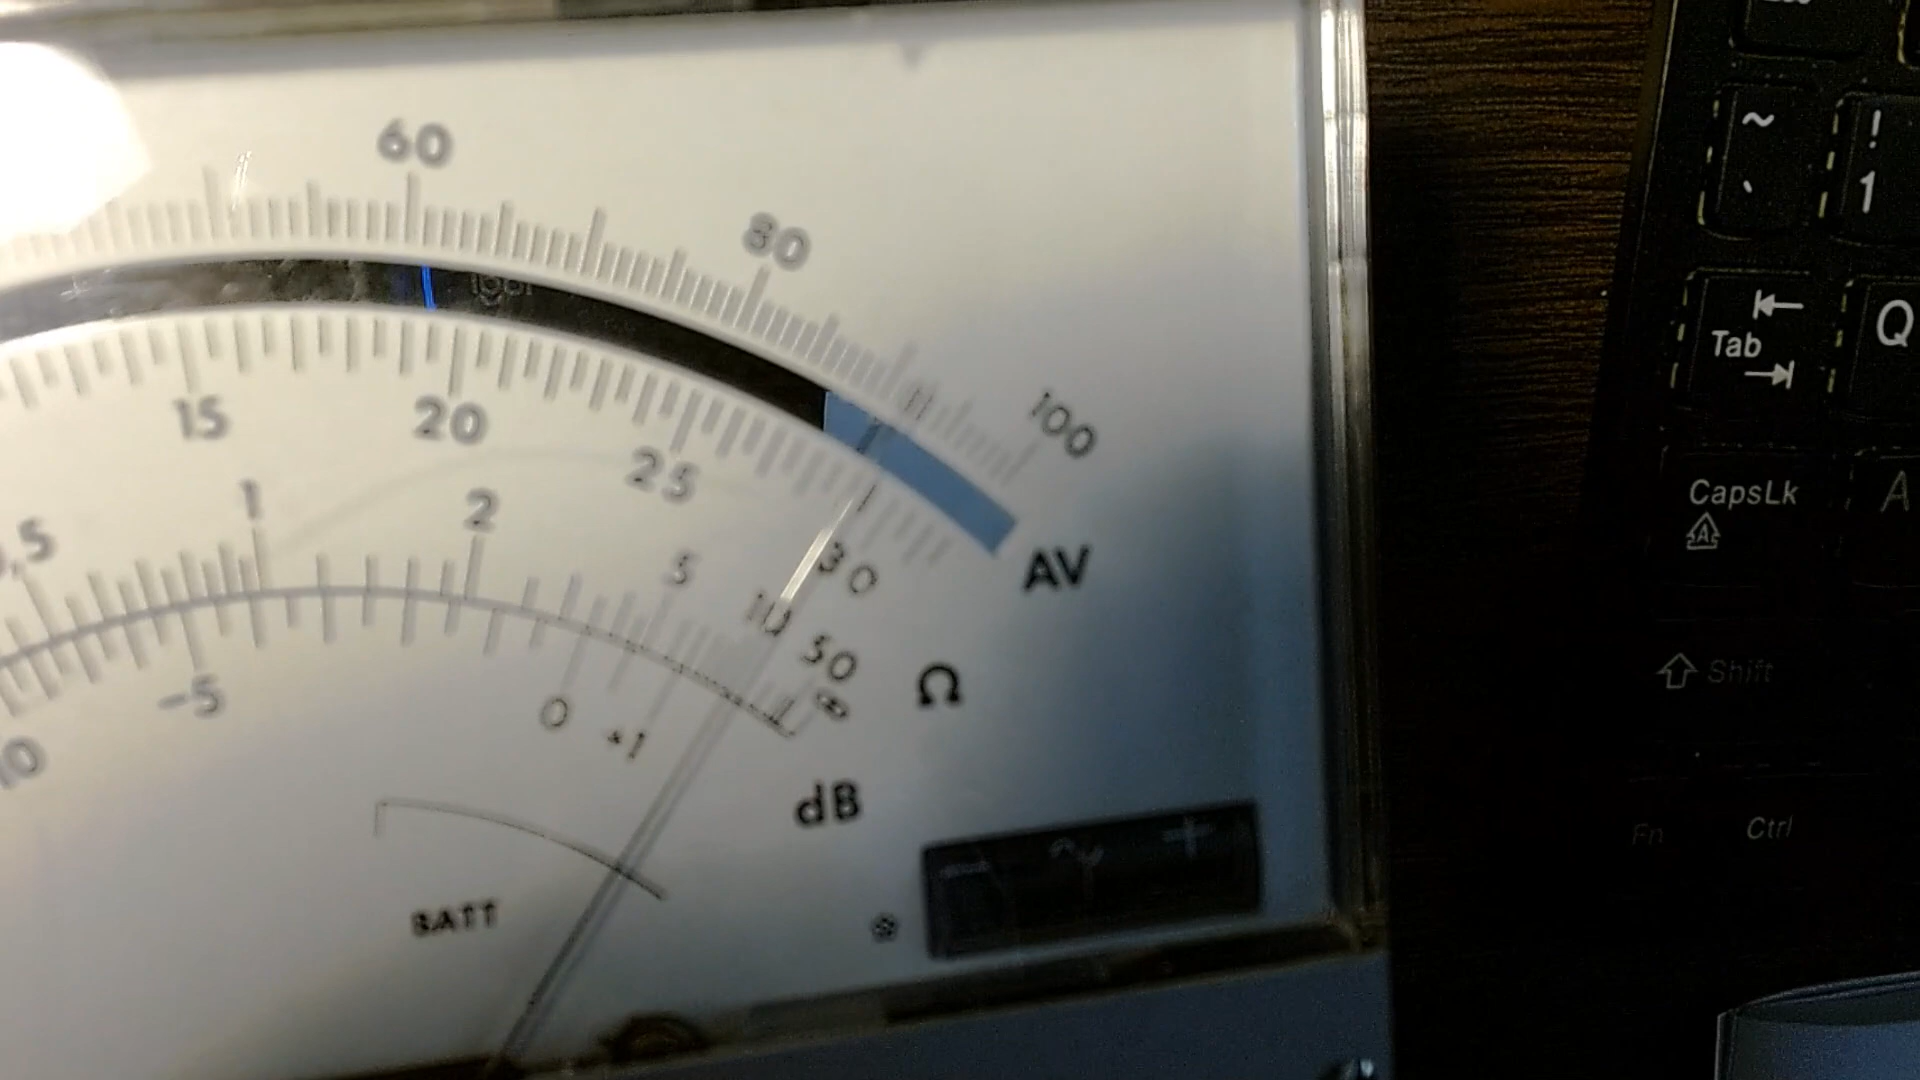 60
80
100
15
20
25
30
AV
,5
1
2
5
10
50
∞
Ω
-5
0
+1
10
dB
BATT
- ~ +
~
`
!
1
Tab
Q
CapsLk
A
A
Shift
Fn
Ctrl